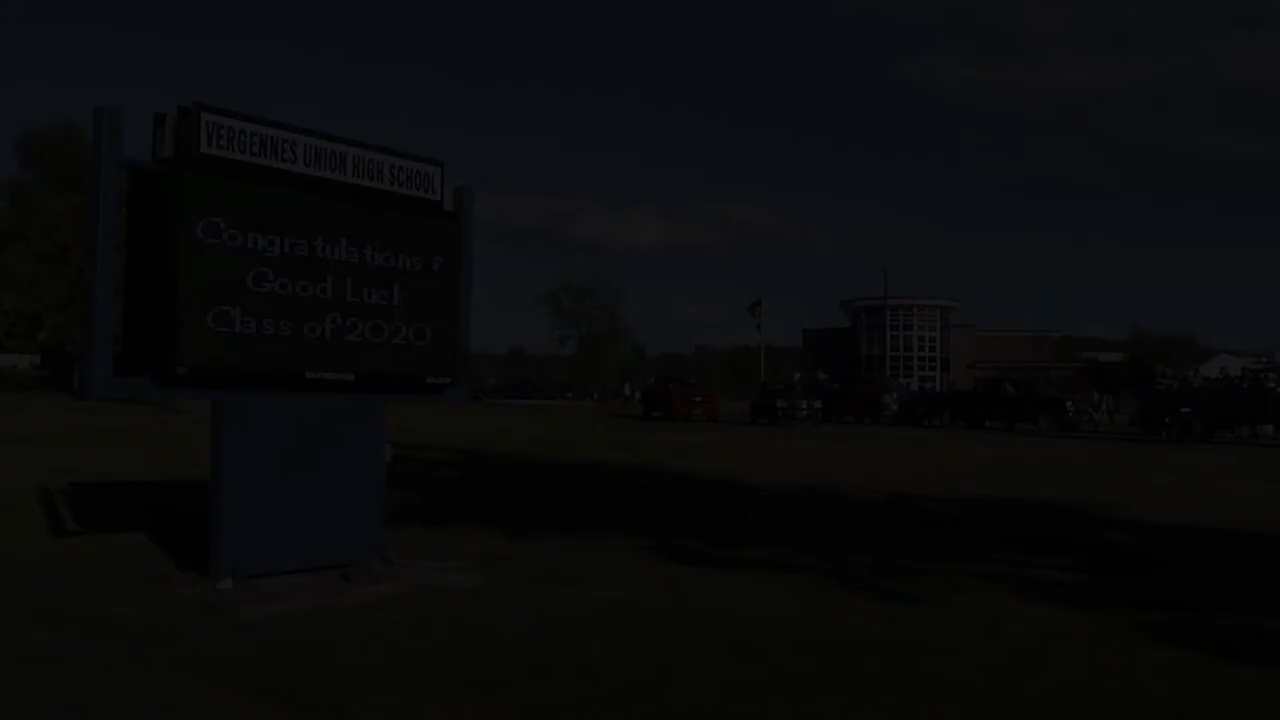 VERGENNES UNION HIGH SCHOOL
Congratulations &
Good Luck
Class of 2020